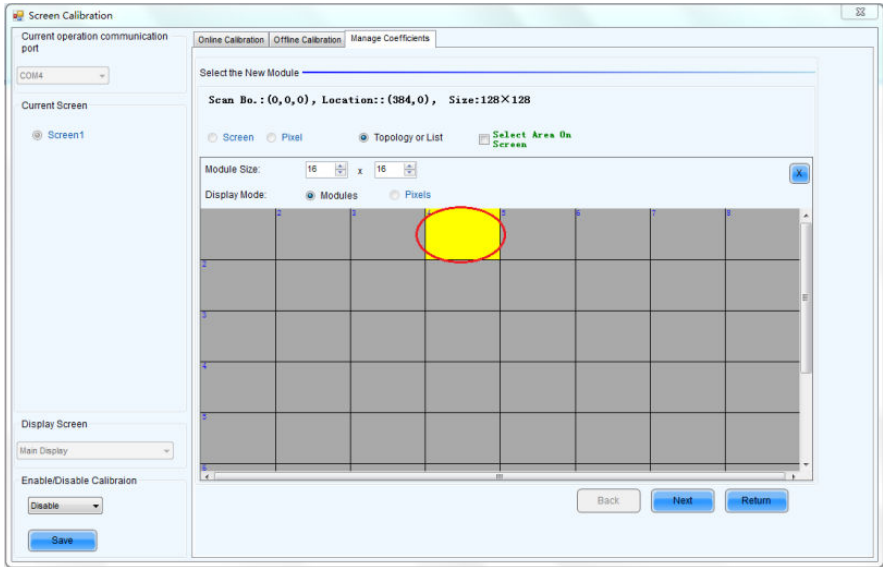 Screen Calibration
Current operation communication
port
COM4
Current Screen
Screen1
Display Screen
Main Display
Enable/Disable Calibraion
Disable
Save
Online Calibration Offline Calibration Manage Coefficients
Select the New Module
Scan Bo.:(0,0,0), Location::(384,0), Size:128×128
Screen Pixel Topology or List Select Area On
Screen
Module Size: 16 x 16 X
Display Mode: Modules Pixels
2 3 4 5 6 7 8
2
3
4
5
6
Back Next Return